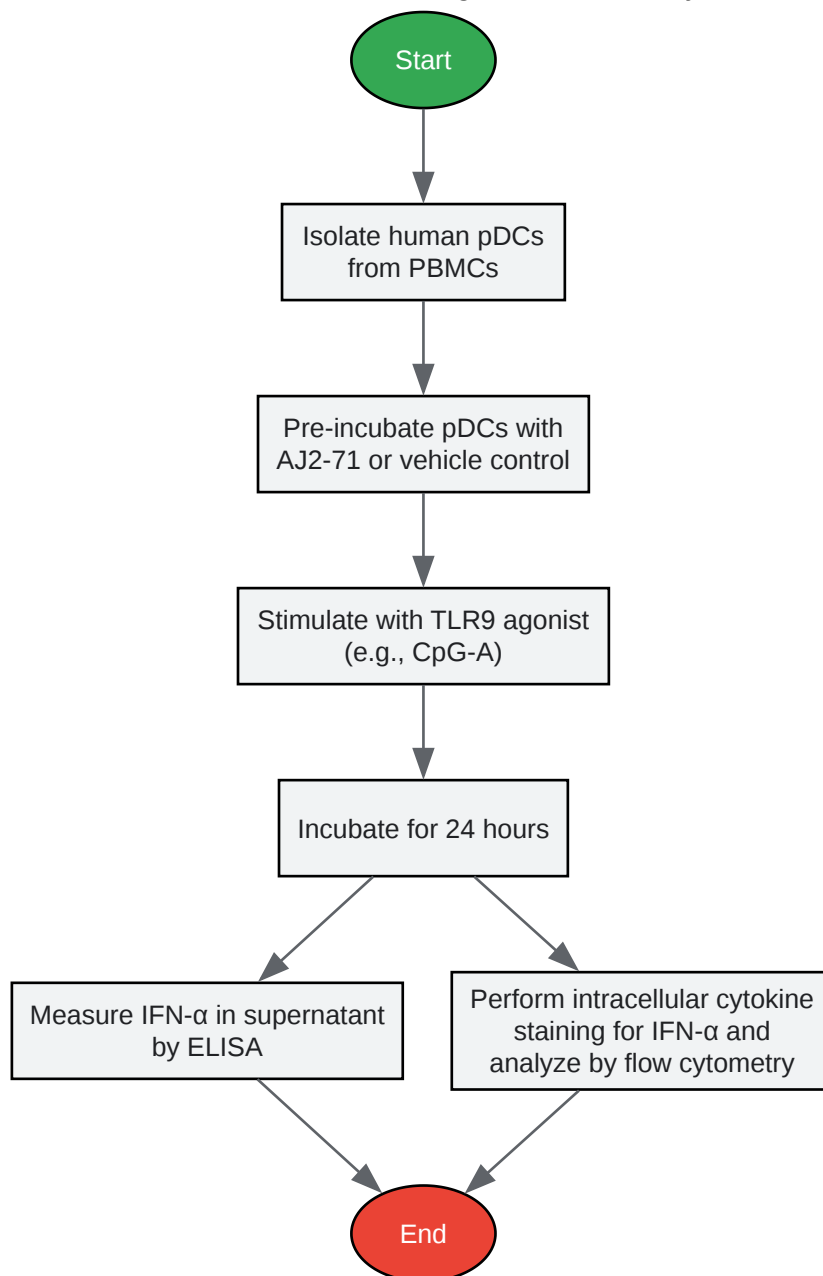 Start
Isolate human pDCs
from PBMCs
Pre-incubate pDCs with
AJ2-71 or vehicle control
Stimulate with TLR9 agonist
(e.g., CpG-A)
Incubate for 24 hours
Measure IFN-α in supernatant
by ELISA
Perform intracellular cytokine
staining for IFN-α and
analyze by flow cytometry
End